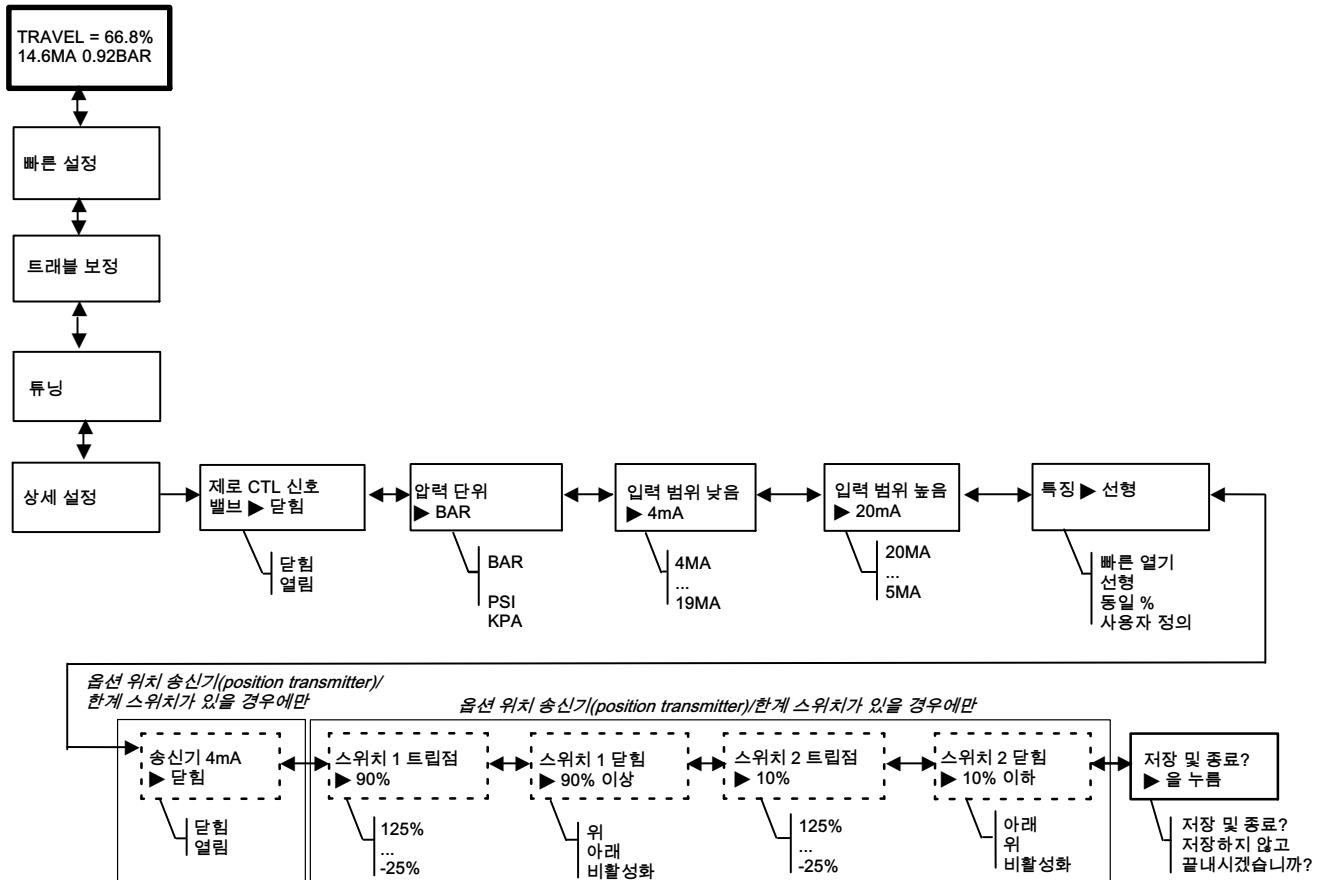 TRAVEL = 66.8%
14.6MA 0.92BAR
빠른 설정
트래블 보정
튜닝
상세 설정
제로 CTL 신호
밸브 ▶ 닫힘
닫힘
열림
압력 단위
▶ BAR
BAR
PSI
KPA
입력 범위 낮음
▶ 4mA
4MA
...
19MA
입력 범위 높음
▶ 20mA
20MA
...
5MA
특징 ▶ 선형
빠른 열기
선형
동일 %
사용자 정의
옵션 위치 송신기(position transmitter)/
한계 스위치가 있을 경우에만
옵션 위치 송신기(position transmitter)/한계 스위치가 있을 경우에만
송신기 4mA
▶ 닫힘
닫힘
열림
스위치 1 트립점
▶ 90%
125%
...
-25%
스위치 1 닫힘
▶ 90% 이상
위
아래
비활성화
스위치 2 트립점
▶ 10%
125%
...
-25%
스위치 2 닫힘
▶ 10% 이하
아래
위
비활성화
저장 및 종료?
▶ 을 누름
저장 및 종료?
저장하지 않고
끝내시겠습니까?